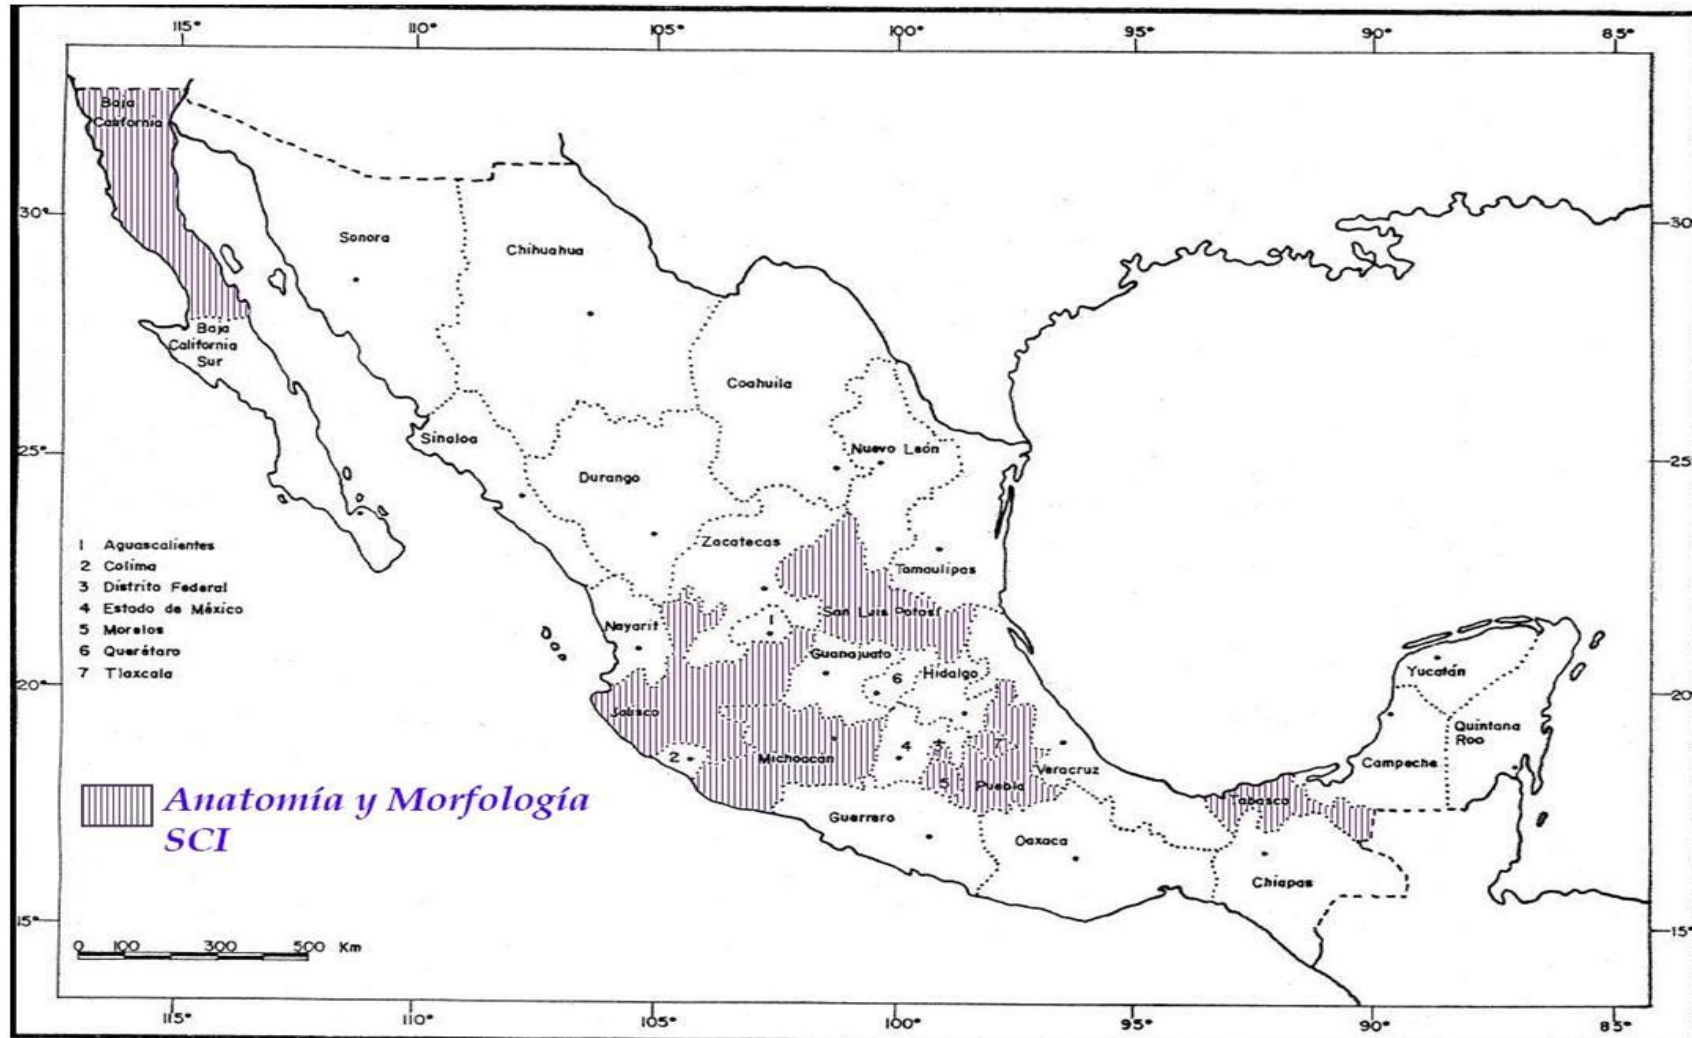 115° 110° 105° 100° 95° 90° 85°
Baja
California
30° 30°
Sonora
Chihuahua
Baja
California
Sur
Coahuila
Sinaloa
Nuevo León
25° 25°
Durango
1 Aguascalientes
2 Colima
3 Distrito Federal
4 Estado de México
5 Morelos
6 Querétaro
7 Tlaxcala
Zacatecas
Tamaulipas
San Luis Potosí
Nayarit
1
Guanajuato
6
Hidalgo
Yucatán
20° 20°
Jalisco
Quintana
Roo
2
Michoacán
4
3
7
Veracruz
Campeche
5
Puebla
Tabasco
Anatomía y Morfología
SCI
Guerrero
Oaxaca
Chiapas
15° 15°
0 100 300 500 Km
115° 110° 105° 100° 95° 90° 85°